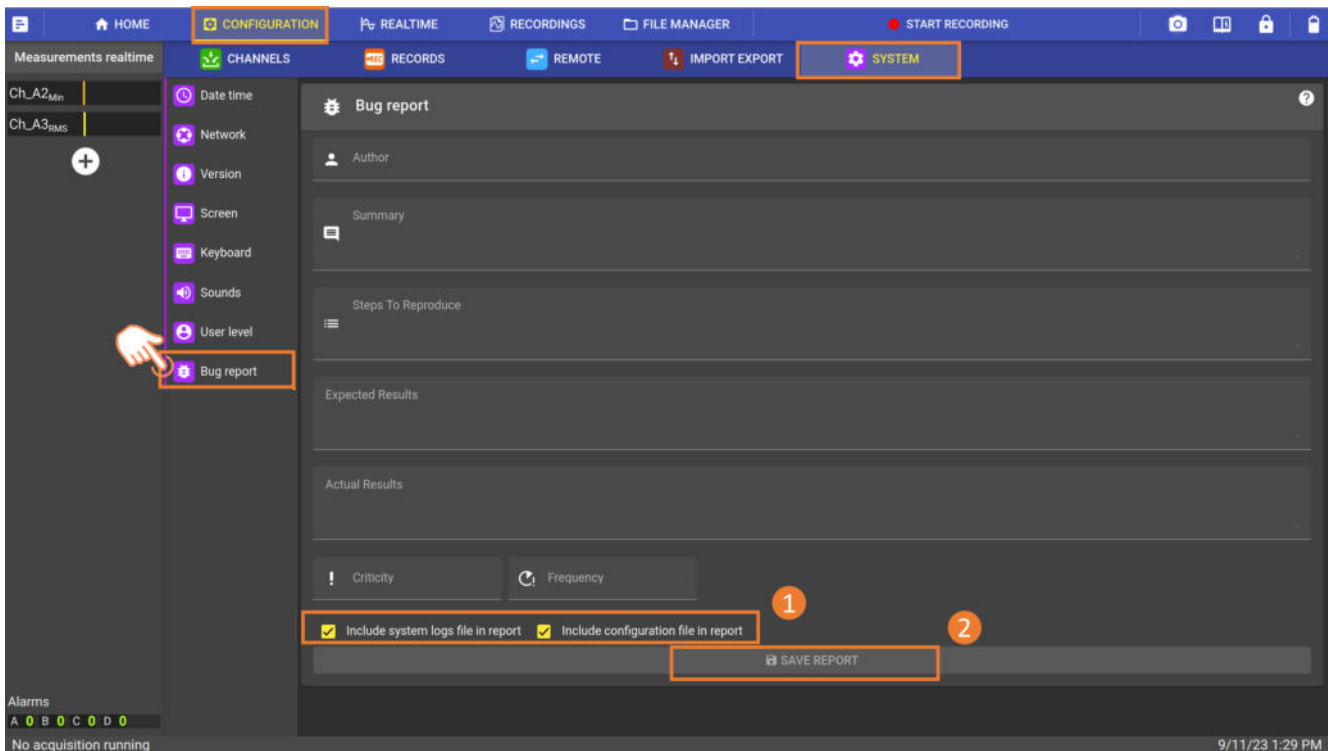 HOME CONFIGURATION REALTIME RECORDINGS FILE MANAGER START RECORDING
Measurements realtime CHANNELS RECORDS REMOTE IMPORT EXPORT SYSTEM
Ch_A2Min
Ch_A3RMS
Date time
Network
Version
Screen
Keyboard
Sounds
User level
Bug report
Bug report
Author
Summary
Steps To Reproduce
Expected Results
Actual Results
Criticity Frequency
1
Include system logs file in report Include configuration file in report
2
SAVE REPORT
Alarms
A 0 B 0 C 0 D 0
No acquisition running 9/11/23 1:29 PM